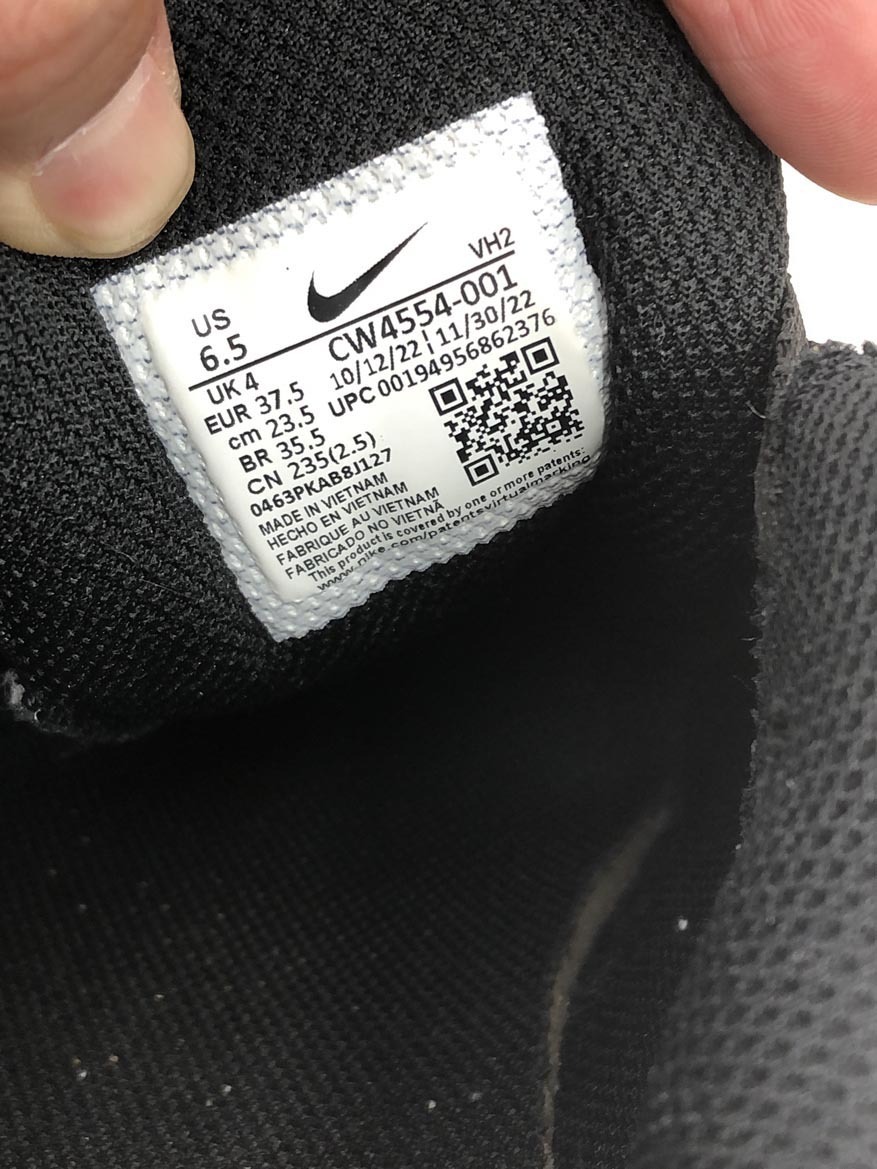 US
6.5
VH2
UK 4
EUR 37.5
cm 23.5
BR 35.5
CN 235(2.5)
0463PKAB8J127
CW4554-001
10/12/22 | 11/30/22
UPC 00194956862376
MADE IN VIETNAM
HECHO EN VIETNAM
FABRIQUE AU VIETNAM
FABRICADO NO VIETNÃ
This product is covered by one or more patents:
www.nike.com/patentsvirtualmarking